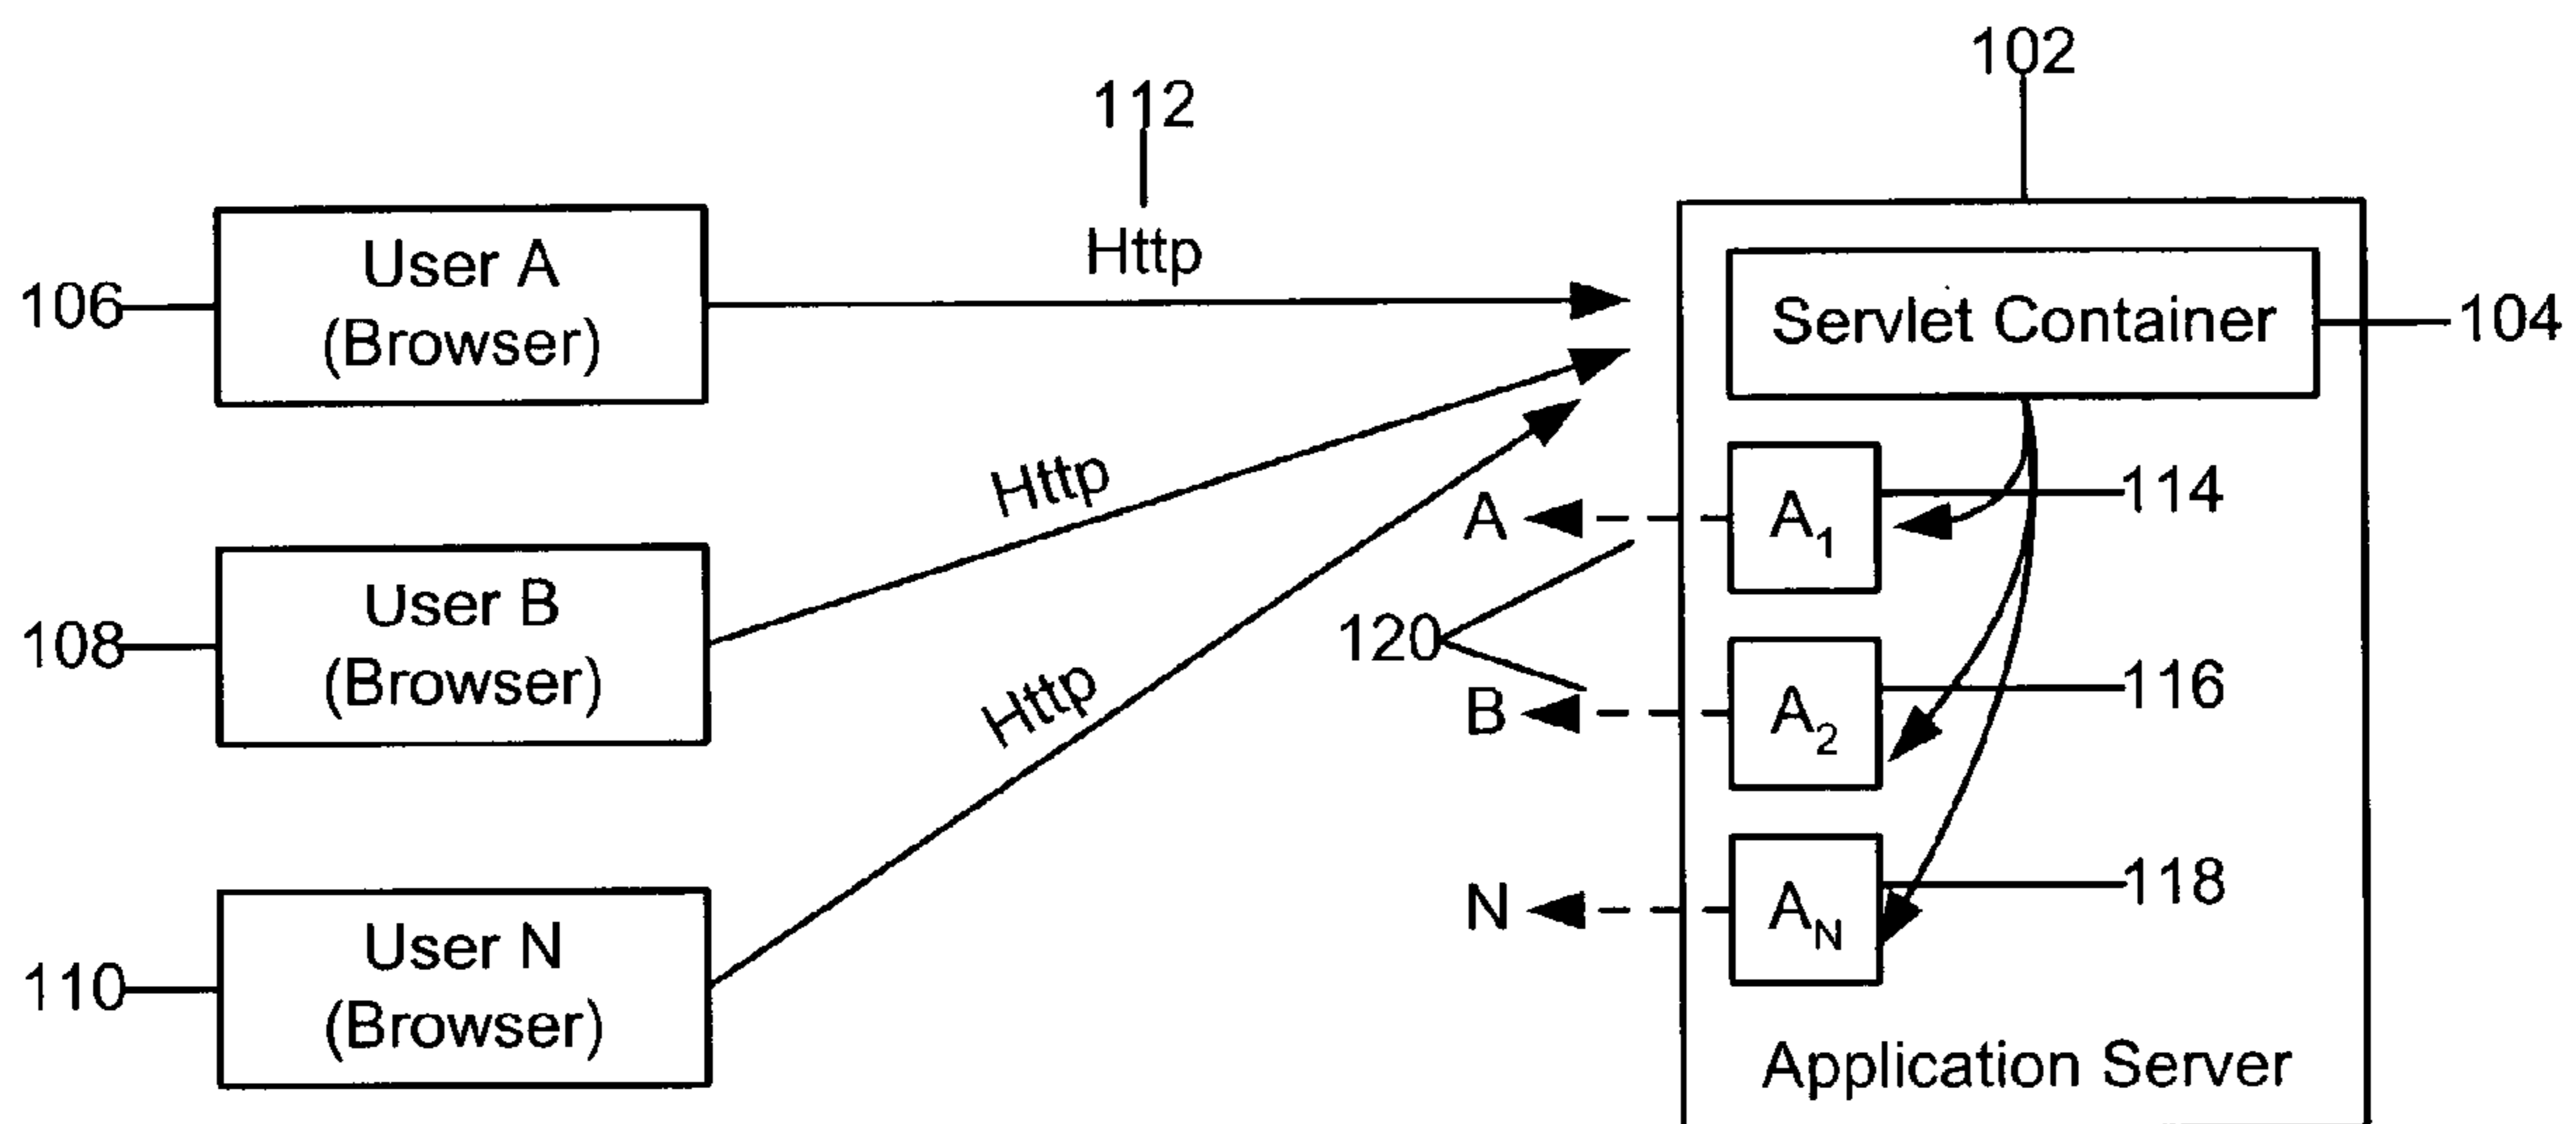 102
112
Http
User A
(Browser)
106
Servlet Container
104
Http
A
A1
114
User B
(Browser)
108
120
B
A2
116
Http
N
AN
118
User N
(Browser)
110
Application Server